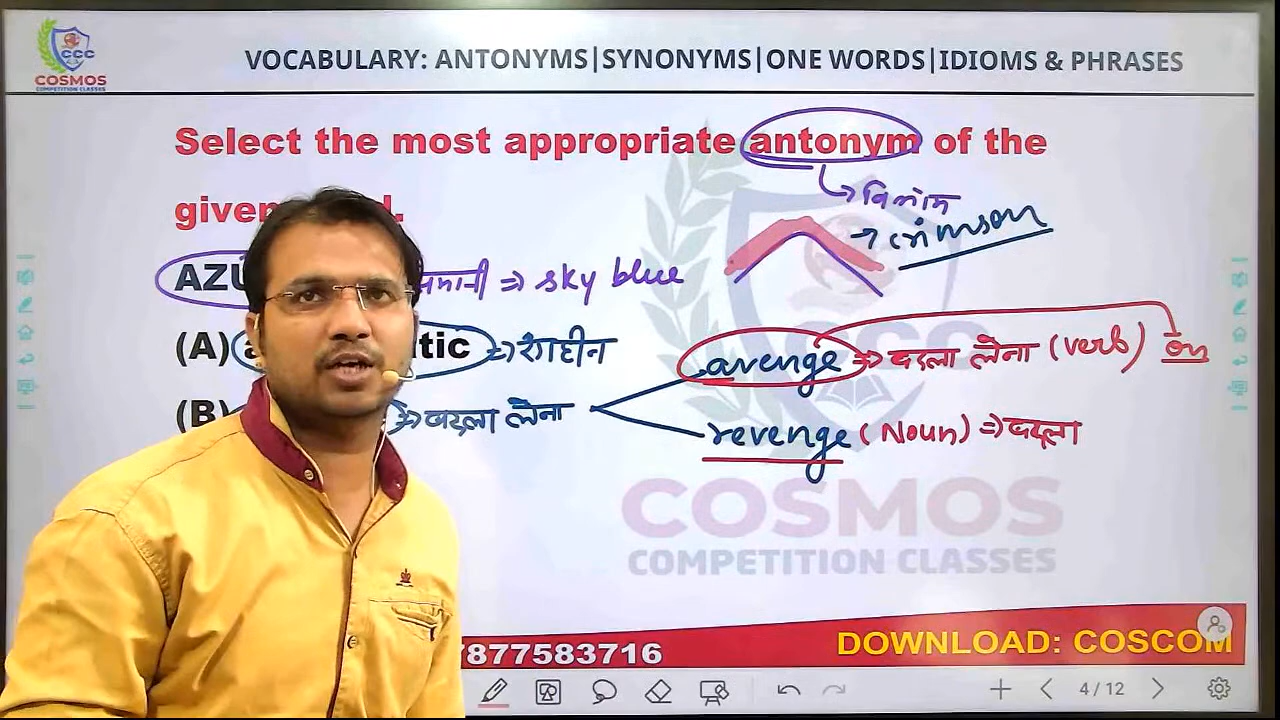 CCC
COSMOS
COMPETITION CLASSES
VOCABULARY: ANTONYMS|SYNONYMS|ONE WORDS|IDIOMS & PHRASES
Select the most appropriate antonym of the
given
→ विलोम
→ crimson
AZU ⇒ sky blue
(A) a tic ⇒ रंगहीन
avenge ⇒ बदला लेना (verb) on
(B) ⇒ बदला लेना
revenge (Noun) ⇒ बदला
CCC
COSMOS
COMPETITION CLASSES
7877583716
DOWNLOAD: COSCOM
4 / 12